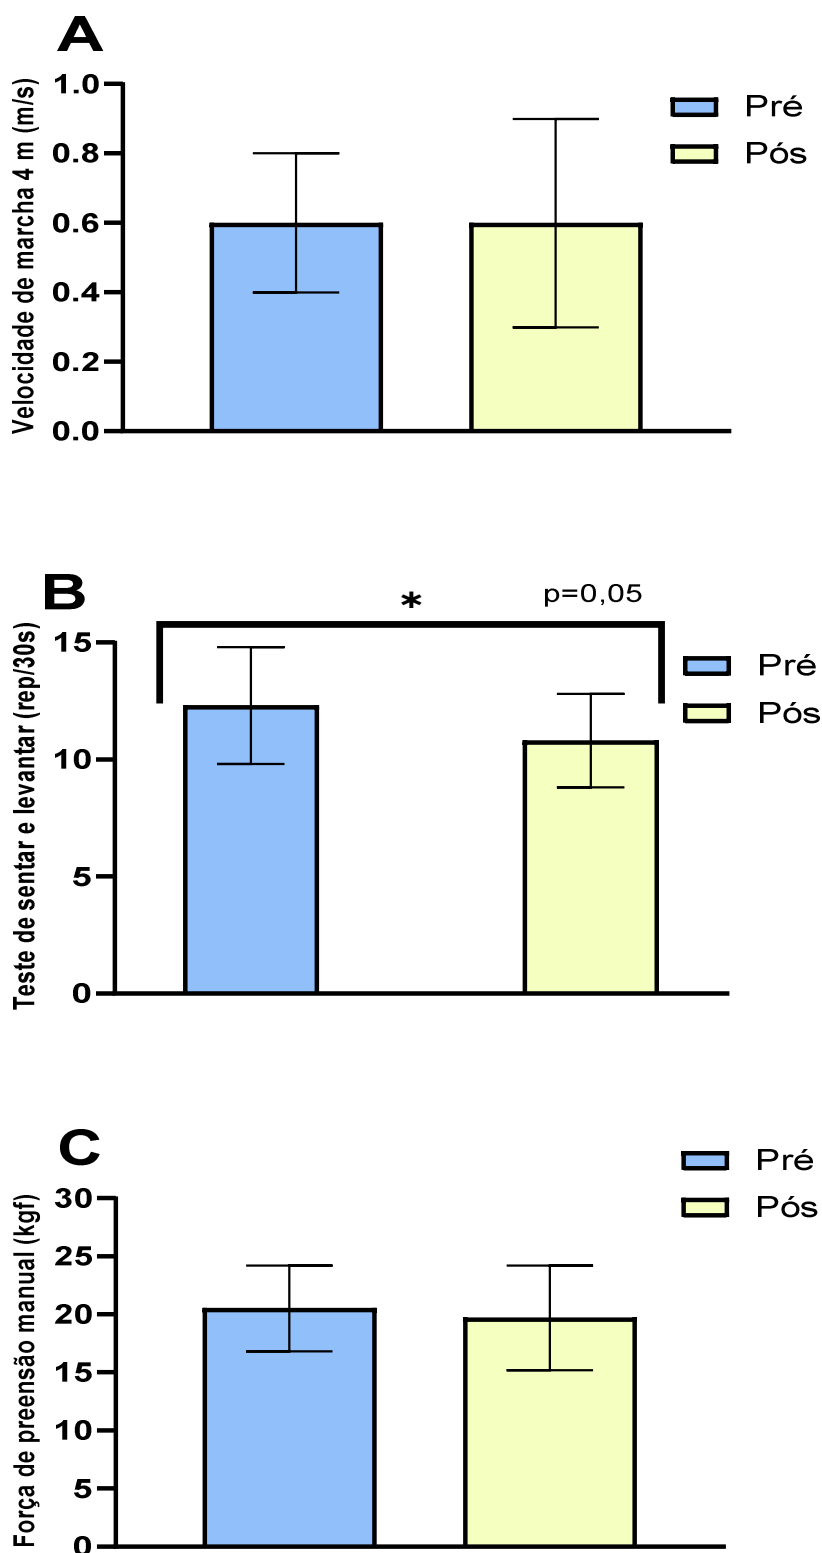 A
Velocidade de marcha 4 m (m/s)
1.0
0.8
0.6
0.4
0.2
0.0
Pré
Pós
B
* p=0,05
Teste de sentar e levantar (rep/30s)
15
10
5
0
Pré
Pós
C
Força de preensão manual (kgf)
30
25
20
15
10
5
0
Pré
Pós